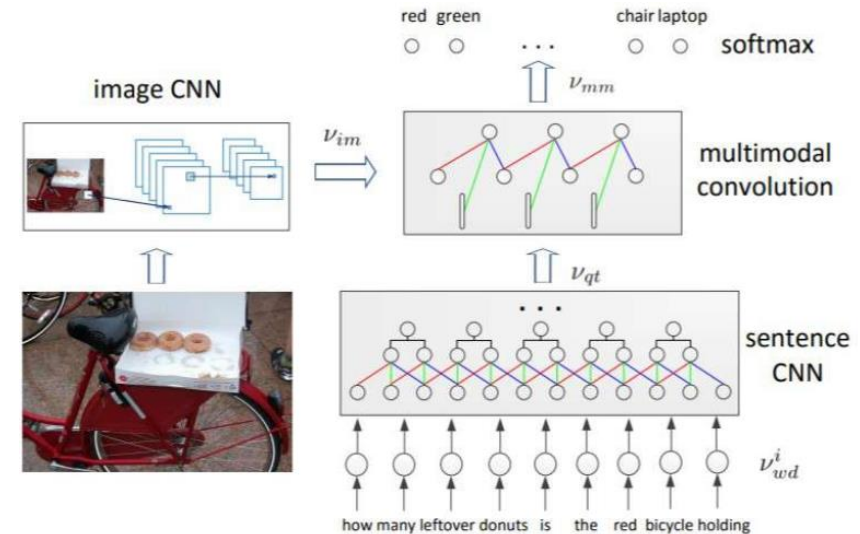 red green
chair laptop
. . .
softmax
ν_mm
image CNN
ν_im
multimodal
convolution
ν_qt
. . .
sentence
CNN
ν^i_wd
how many leftover donuts is the red bicycle holding